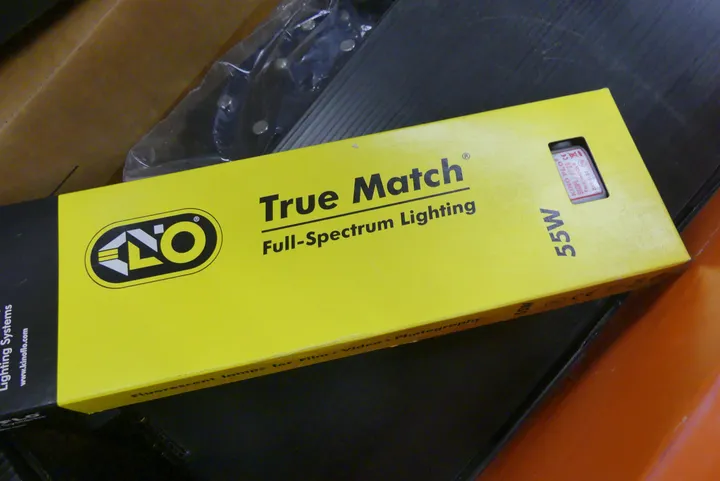 True Match®
Full-Spectrum Lighting
55W
Lighting Systems
www.kinoflo.com
Fluorescent lamps for Film • Video • Photography